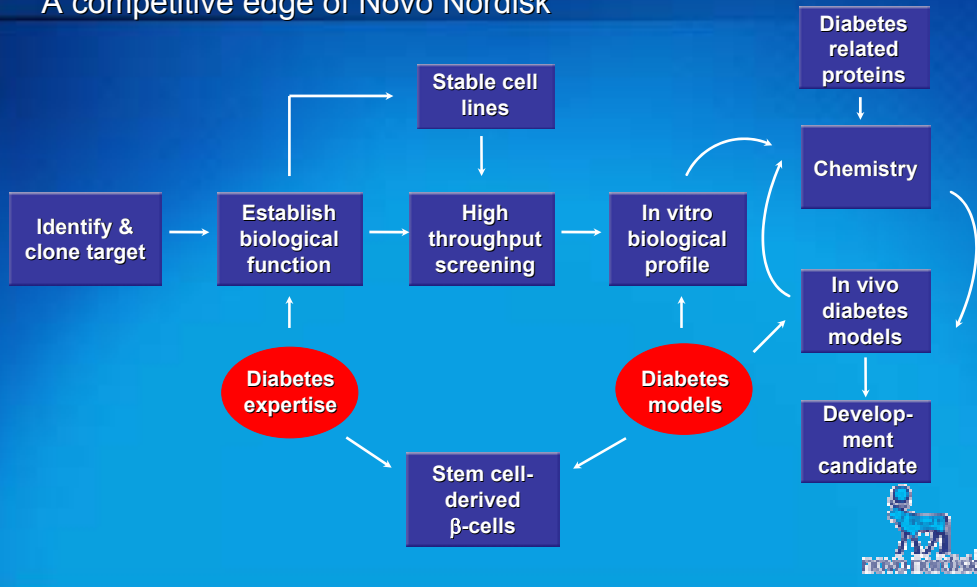 A competitive edge of Novo Nordisk
Diabetes
related
proteins
Stable cell
lines
Chemistry
Identify &
clone target
Establish
biological
function
High
throughput
screening
In vitro
biological
profile
In vivo
diabetes
models
Diabetes
expertise
Diabetes
models
Develop-
ment
candidate
Stem cell-
derived
β-cells
novo nordisk